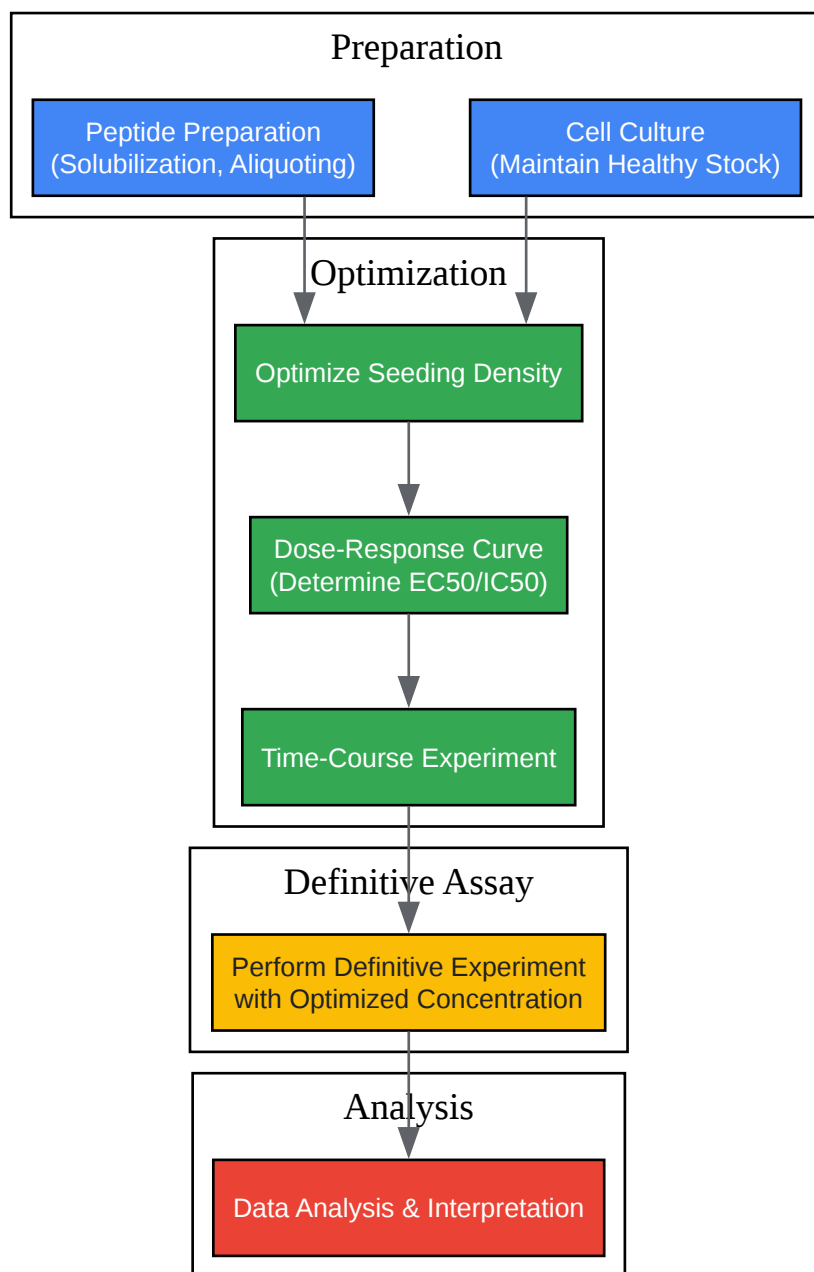 Preparation
Peptide Preparation
(Solubilization, Aliquoting)
Cell Culture
(Maintain Healthy Stock)
Optimization
Optimize Seeding Density
Dose-Response Curve
(Determine EC50/IC50)
Time-Course Experiment
Definitive Assay
Perform Definitive Experiment
with Optimized Concentration
Analysis
Data Analysis & Interpretation